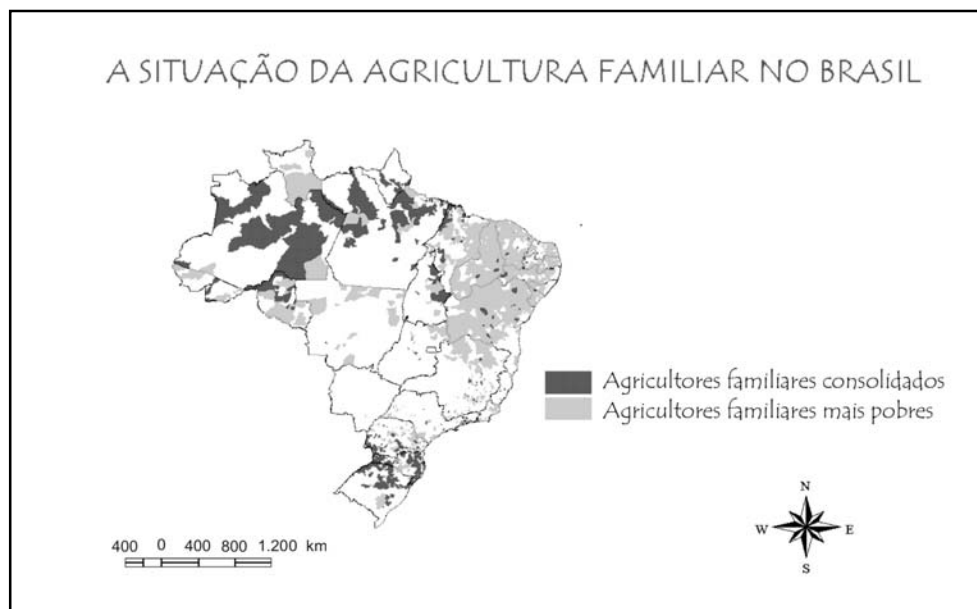 A SITUAÇÃO DA AGRICULTURA FAMILIAR NO BRASIL
Agricultores familiares consolidados
Agricultores familiares mais pobres
N
W E
S
400 0 400 800 1.200 km